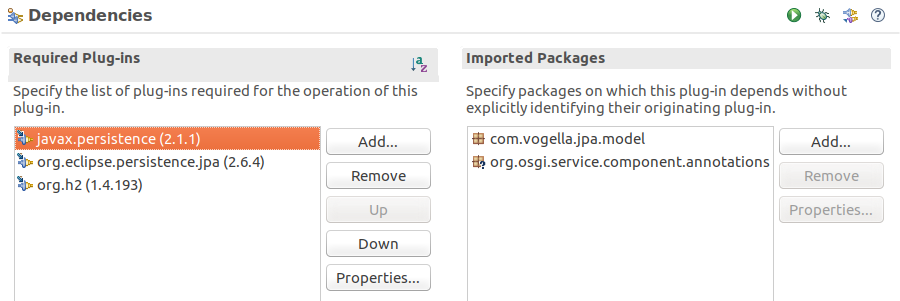 Dependencies
Required Plug-ins
Specify the list of plug-ins required for the operation of this
plug-in.
javax.persistence (2.1.1)
org.eclipse.persistence.jpa (2.6.4)
org.h2 (1.4.193)
Add...
Remove
Up
Down
Properties...
Imported Packages
Specify packages on which this plug-in depends without
explicitly identifying their originating plug-in.
com.vogella.jpa.model
org.osgi.service.component.annotations
Add...
Remove
Properties...